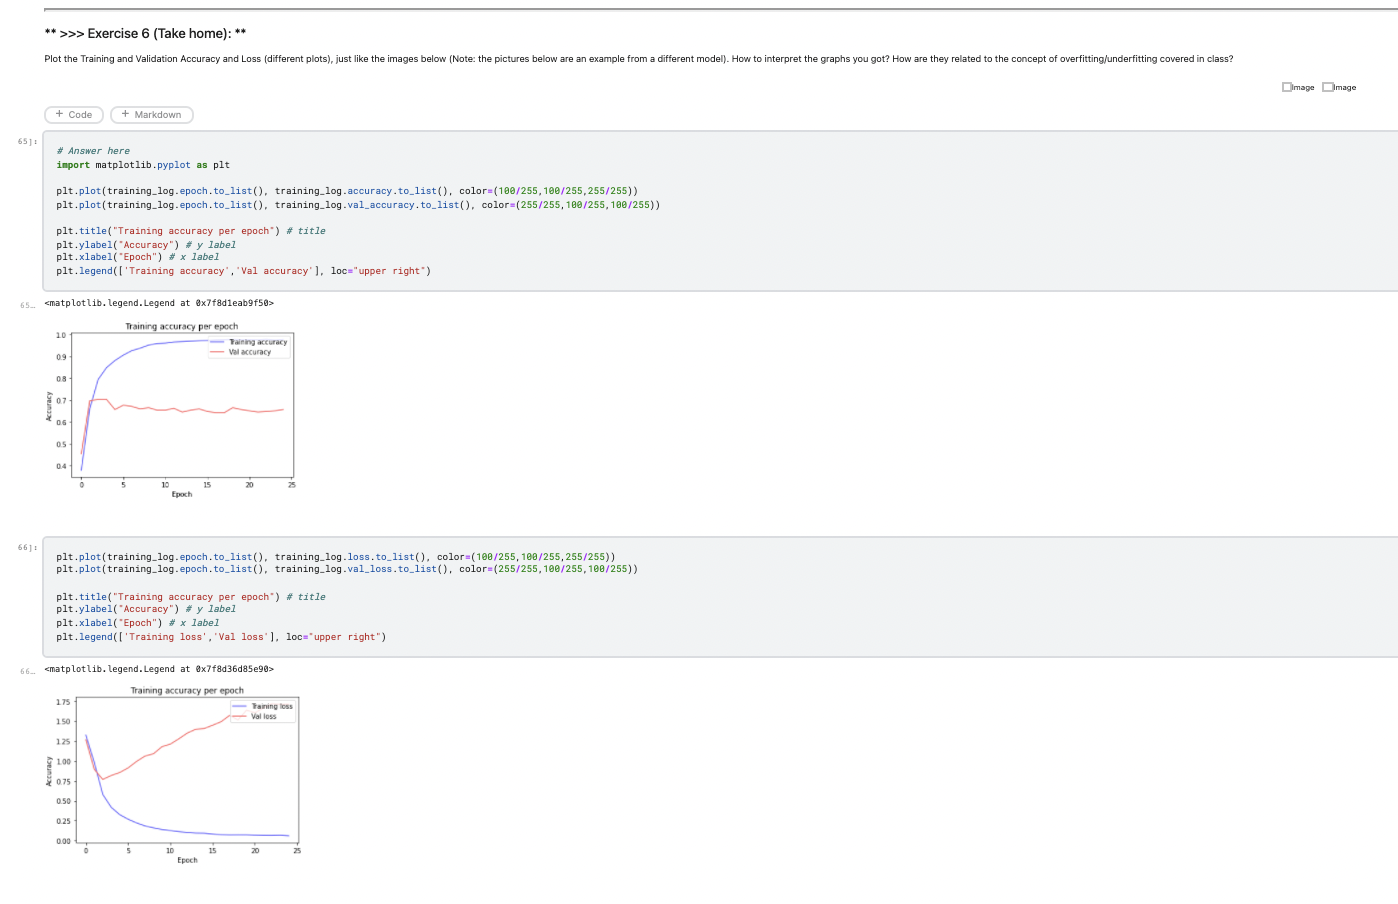 ** >>> Exercise 6 (Take home): **
Plot the Training and Validation Accuracy and Loss (different plots), just like the images below (Note: the pictures below are an example from a different model). How to interpret the graphs you got? How are they related to the concept of overfitting/underfitting covered in class?
Image Image
+ Code + Markdown
65]:
# Answer here
import matplotlib.pyplot as plt
plt.plot(training_log.epoch.to_list(), training_log.accuracy.to_list(), color=(100/255,100/255,255/255))
plt.plot(training_log.epoch.to_list(), training_log.val_accuracy.to_list(), color=(255/255,100/255,100/255))
plt.title("Training accuracy per epoch") # title
plt.ylabel("Accuracy") # y label
plt.xlabel("Epoch") # x label
plt.legend(['Training accuracy','Val accuracy'], loc="upper right")
65…
<matplotlib.legend.Legend at 0x7f8d1eab9f50>
Training accuracy per epoch
1.0
0.9
0.8
0.7
0.6
0.5
0.4
Accuracy
Training accuracy
Val accuracy
0 5 10 15 20 25
Epoch
66]:
plt.plot(training_log.epoch.to_list(), training_log.loss.to_list(), color=(100/255,100/255,255/255))
plt.plot(training_log.epoch.to_list(), training_log.val_loss.to_list(), color=(255/255,100/255,100/255))
plt.title("Training accuracy per epoch") # title
plt.ylabel("Accuracy") # y label
plt.xlabel("Epoch") # x label
plt.legend(['Training loss','Val loss'], loc="upper right")
66…
<matplotlib.legend.Legend at 0x7f8d36d85e90>
Training accuracy per epoch
1.75
1.50
1.25
1.00
0.75
0.50
0.25
0.00
Accuracy
Training loss
Val loss
0 5 10 15 20 25
Epoch